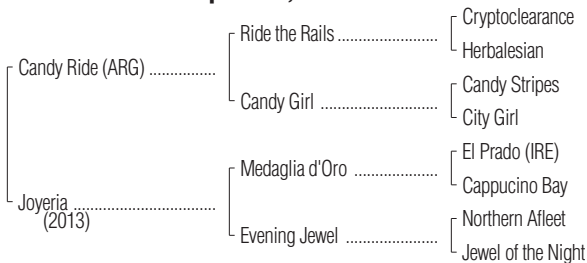 Cryptoclearance
Ride the Rails ........................
Herbalesian
Candy Ride (ARG) ................
Candy Stripes
Candy Girl ............................
City Girl
El Prado (IRE)
Medaglia d'Oro ....................
Cappucino Bay
Joyeria .................................
(2013)
Northern Afleet
Evening Jewel ......................
Jewel of the Night